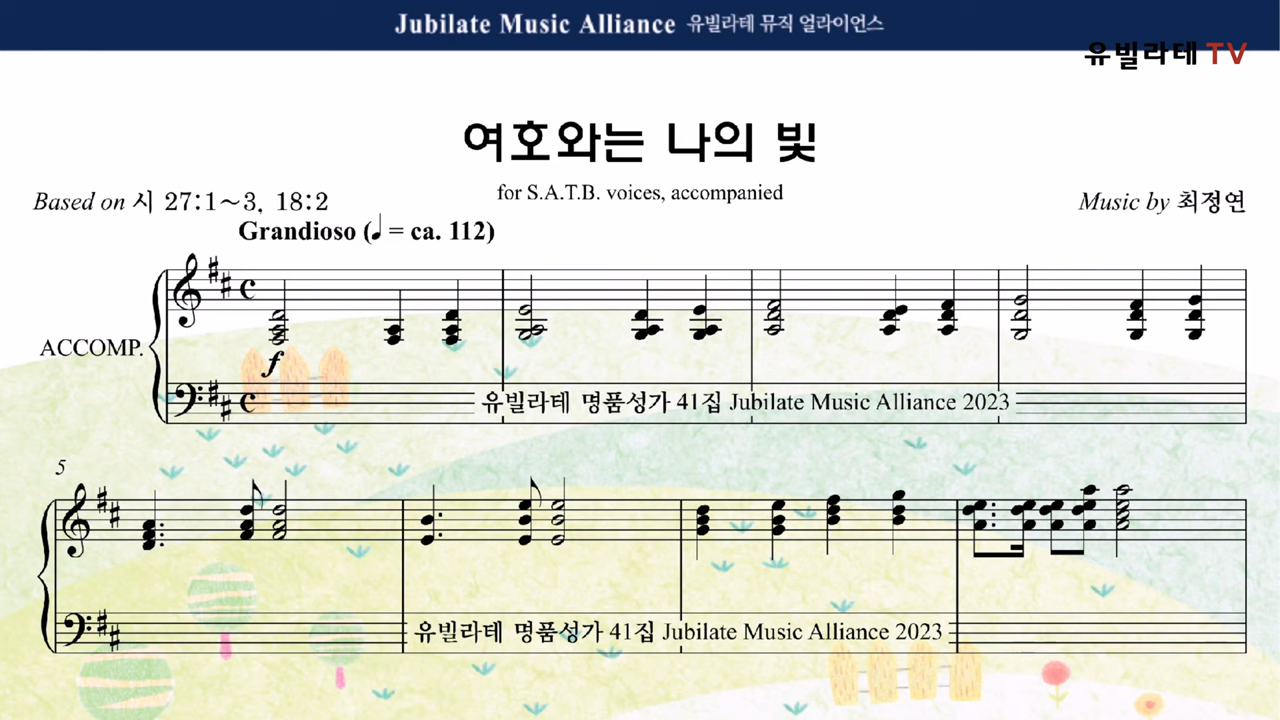 Jubilate Music Alliance 유빌라테 뮤직 얼라이언스
유빌라테 TV
여호와는 나의 빛
for S.A.T.B. voices, accompanied
Based on 시 27:1~3, 18:2
Music by 최정연
Grandioso (♩ = ca. 112)
ACCOMP.
f
유빌라테 명품성가 41집 Jubilate Music Alliance 2023
5
유빌라테 명품성가 41집 Jubilate Music Alliance 2023